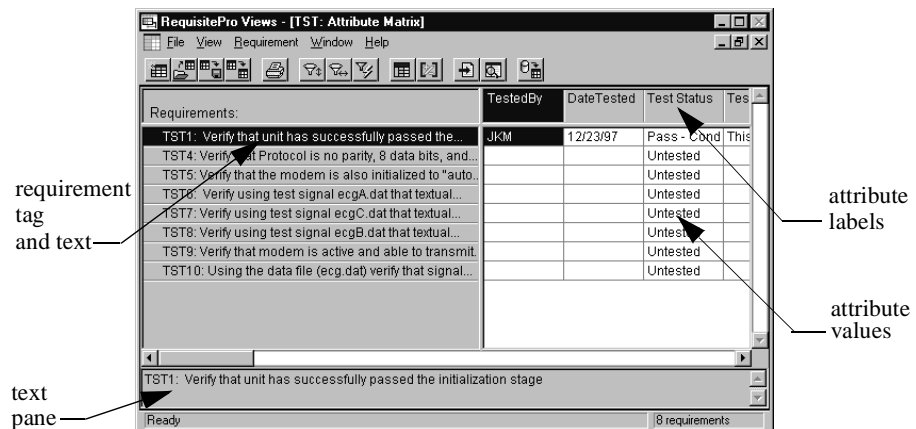 RequisitePro Views - [TST: Attribute Matrix]
File View Requirement Window Help
Requirements:
TestedBy DateTested Test Status Tes
TST1: Verify that unit has successfully passed the... JKM 12/23/97 Pass - Cond This
TST4: Verify that Protocol is no parity, 8 data bits, and... Untested
TST5: Verify that the modem is also initialized to "auto.. Untested
TST6: Verify using test signal ecgA.dat that textual... Untested
TST7: Verify using test signal ecgC.dat that textual... Untested
TST8: Verify using test signal ecgB.dat that textual... Untested
TST9: Verify that modem is active and able to transmit. Untested
TST10: Using the data file (ecg.dat) verify that signal... Untested
requirement
tag
and text
attribute
labels
attribute
values
TST1: Verify that unit has successfully passed the initialization stage
text
pane
Ready 8 requirements